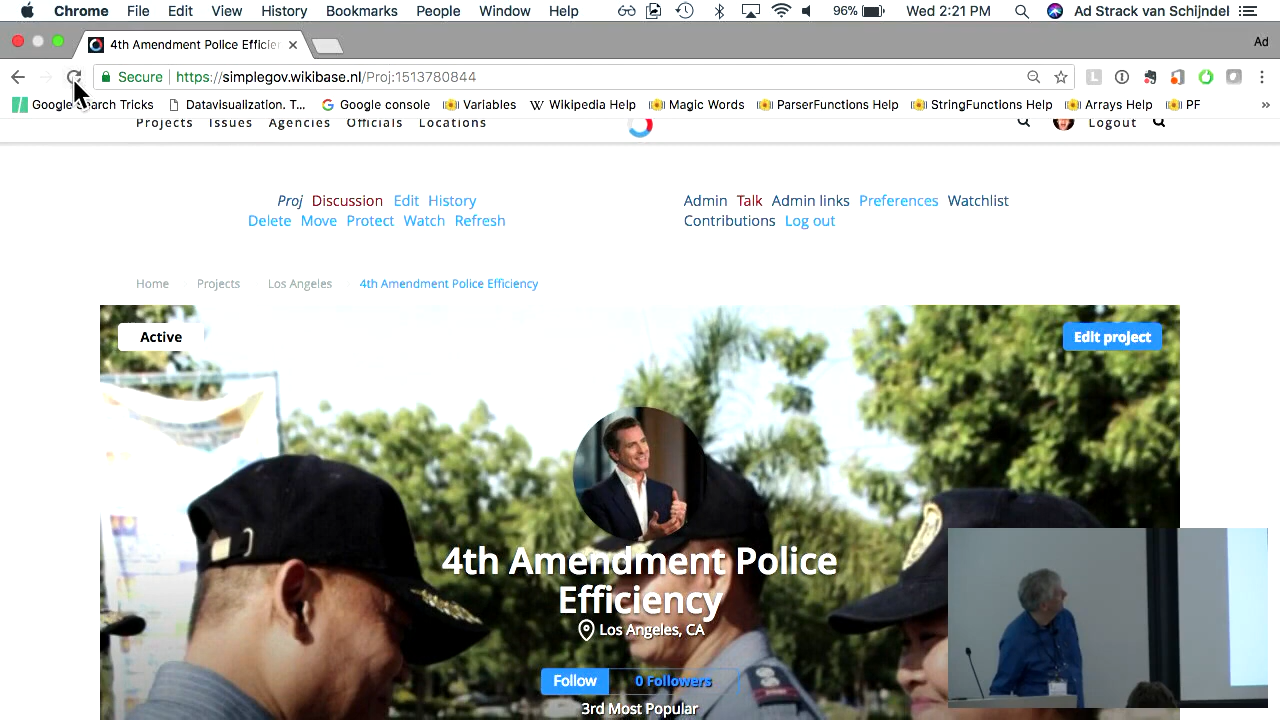 Chrome File Edit View History Bookmarks People Window Help 96% Wed 2:21 PM Ad Strack van Schijndel
4th Amendment Police Efficien Ad
Secure https://simplegov.wikibase.nl/Proj:1513780844
Google Search Tricks Datavisualization. T... Google console Variables Wikipedia Help Magic Words ParserFunctions Help StringFunctions Help Arrays Help PF »
Projects Issues Agencies Officials Locations Logout
Proj Discussion Edit History
Delete Move Protect Watch Refresh
Admin Talk Admin links Preferences Watchlist
Contributions Log out
Home Projects Los Angeles 4th Amendment Police Efficiency
Active
Edit project
4th Amendment Police
Efficiency
Los Angeles, CA
Follow 0 Followers
3rd Most Popular